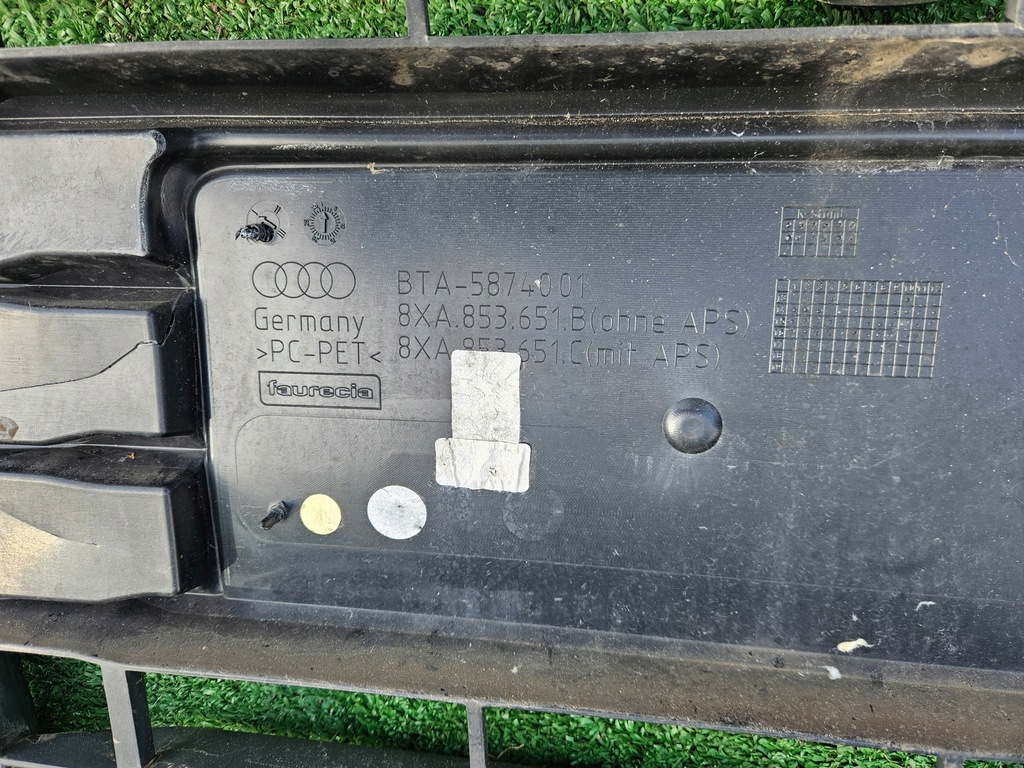 BTA-5874001
Germany 8XA.853.651.B(ohne APS)
>PC-PET< 8XA.853.651.C(mit APS)
faurecia